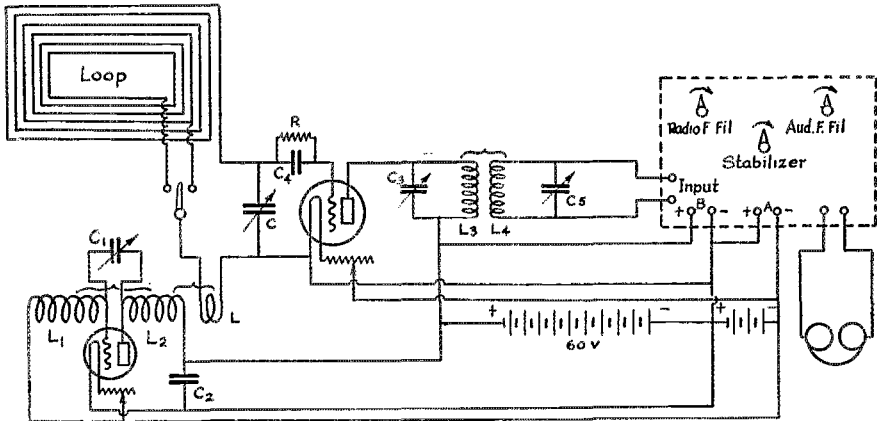 Loop
R
C4
C
C3
L3
L4
C5
Radio F. Fil
Aud. F. Fil
Stabilizer
Input
+ B -
+ A -
C1
L1
L2
L
C2
+ -
60 V
+ -